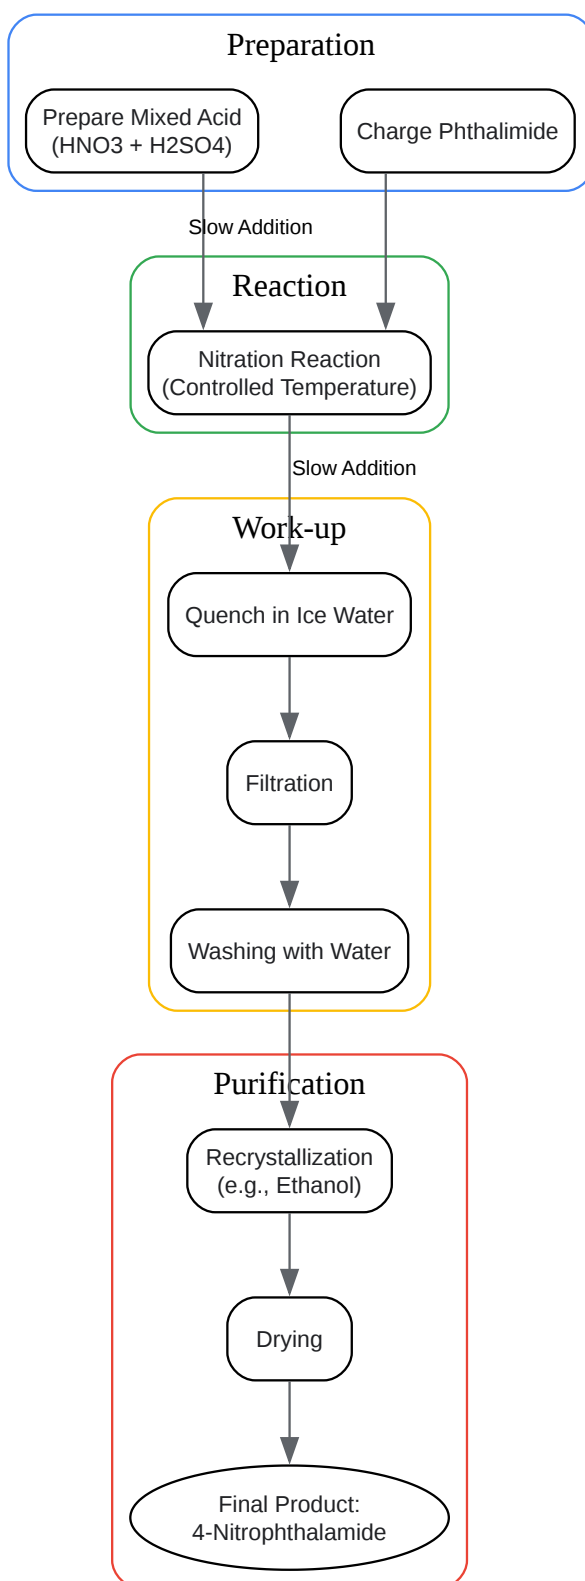 Preparation
Prepare Mixed Acid
(HNO3 + H2SO4)
Charge Phthalimide
Slow Addition
Reaction
Nitration Reaction
(Controlled Temperature)
Slow Addition
Work-up
Quench in Ice Water
Filtration
Washing with Water
Purification
Recrystallization
(e.g., Ethanol)
Drying
Final Product:
4-Nitrophthalamide